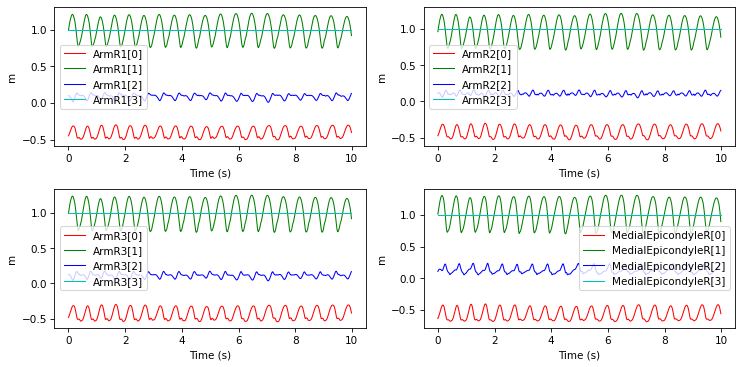 1.0
0.5
0.0
−0.5
m
ArmR1[0]
ArmR1[1]
ArmR1[2]
ArmR1[3]
0 2 4 6 8 10
Time (s)
1.0
0.5
0.0
−0.5
m
ArmR2[0]
ArmR2[1]
ArmR2[2]
ArmR2[3]
0 2 4 6 8 10
Time (s)
1.0
0.5
0.0
−0.5
m
ArmR3[0]
ArmR3[1]
ArmR3[2]
ArmR3[3]
0 2 4 6 8 10
Time (s)
1.0
0.5
0.0
−0.5
m
MedialEpicondyleR[0]
MedialEpicondyleR[1]
MedialEpicondyleR[2]
MedialEpicondyleR[3]
0 2 4 6 8 10
Time (s)